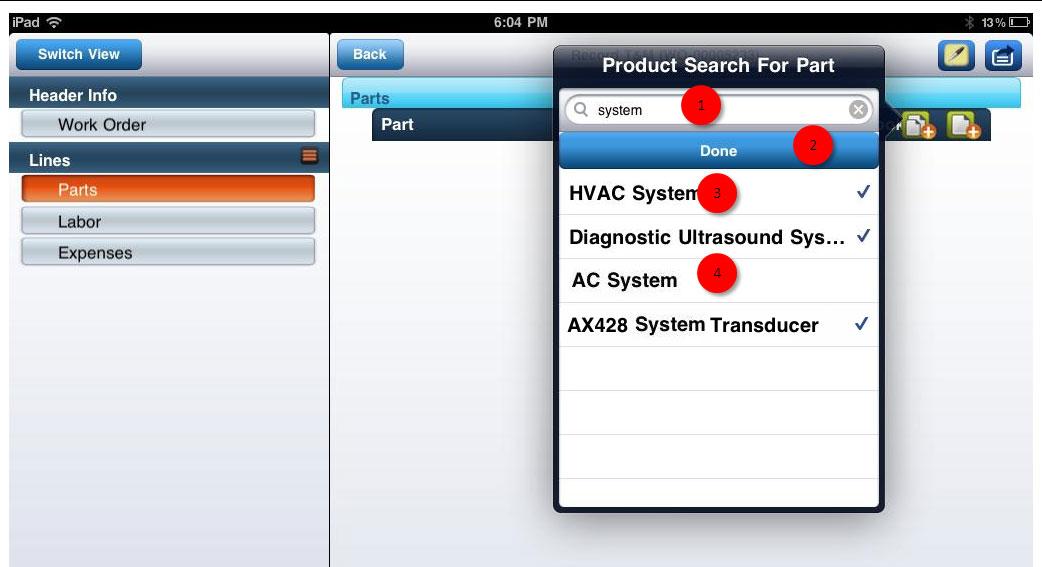 iPad 6:04 PM 13%
Switch View
Back
Product Search For Part
Header Info
Work Order
Lines
Parts
Labor
Expenses
Parts
Part
system 1
Done 2
HVAC System 3
Diagnostic Ultrasound Sys...
AC System 4
AX428 System Transducer